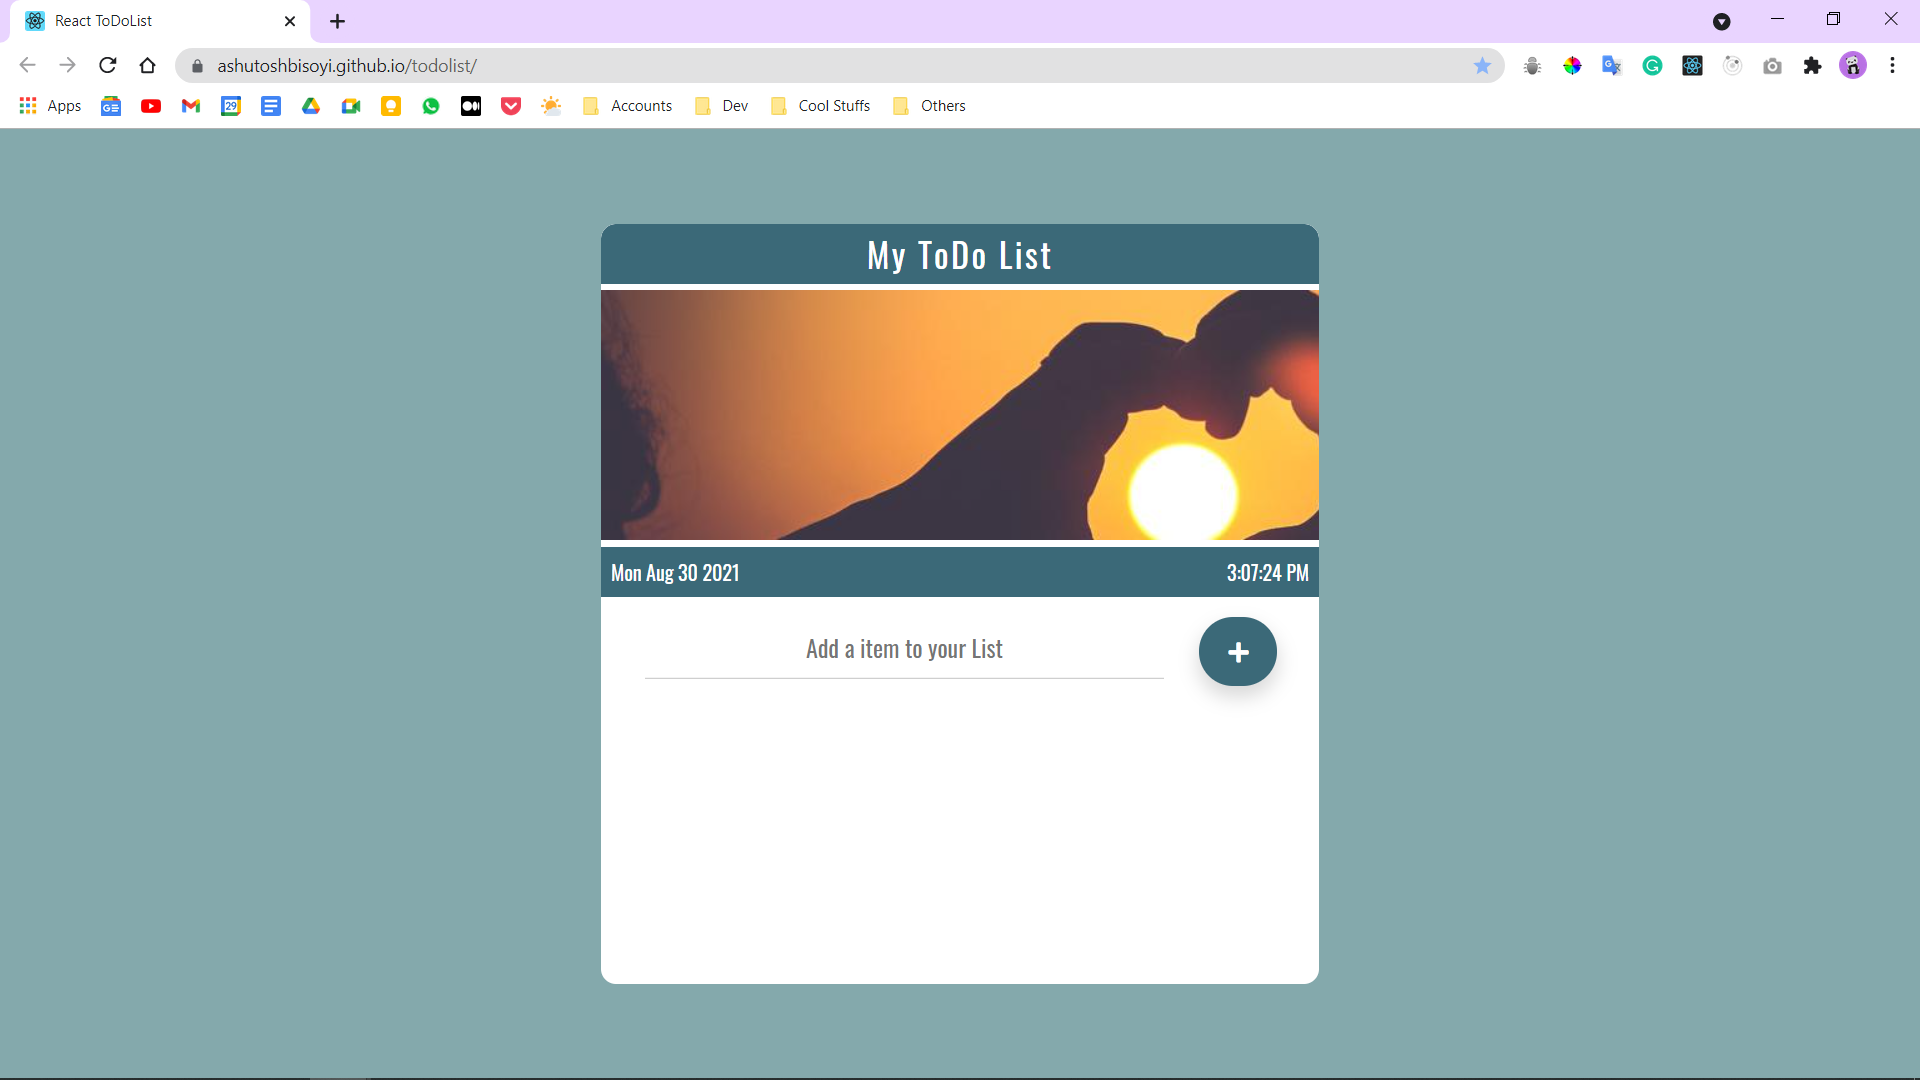 React ToDoList
ashutoshbisoyi.github.io/todolist/
Apps
29
Accounts
Dev
Cool Stuffs
Others
My ToDo List
Mon Aug 30 2021
3:07:24 PM
Add a item to your List